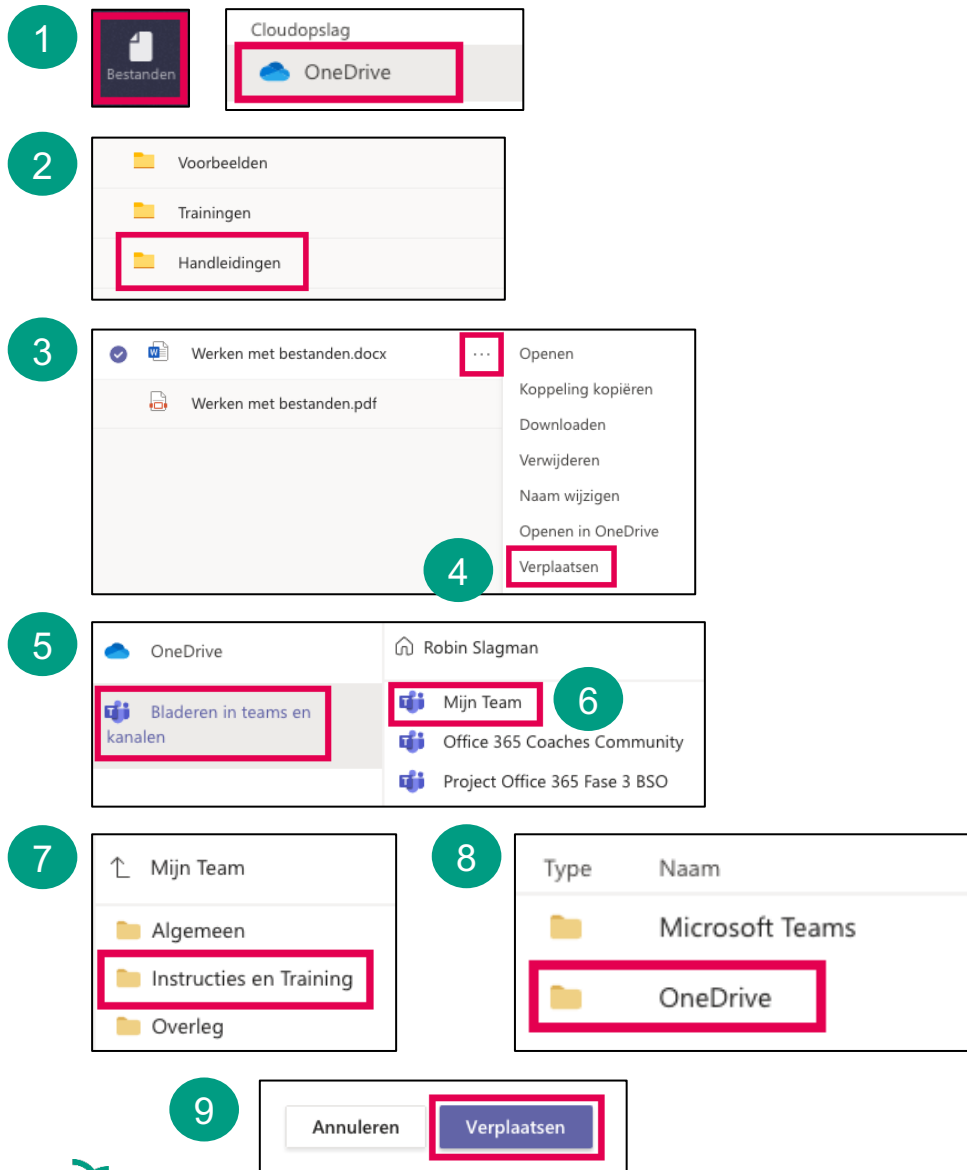 1
Bestanden
Cloudopslag
OneDrive
2
Voorbeelden
Trainingen
Handleidingen
3
Werken met bestanden.docx
...
Openen
Koppeling kopiëren
Werken met bestanden.pdf
Downloaden
Verwijderen
Naam wijzigen
Openen in OneDrive
4
Verplaatsen
5
OneDrive
Bladeren in teams en
kanalen
Robin Slagman
Mijn Team
6
Office 365 Coaches Community
Project Office 365 Fase 3 BSO
7
Mijn Team
Algemeen
Instructies en Training
Overleg
8
Type Naam
Microsoft Teams
OneDrive
9
Annuleren Verplaatsen